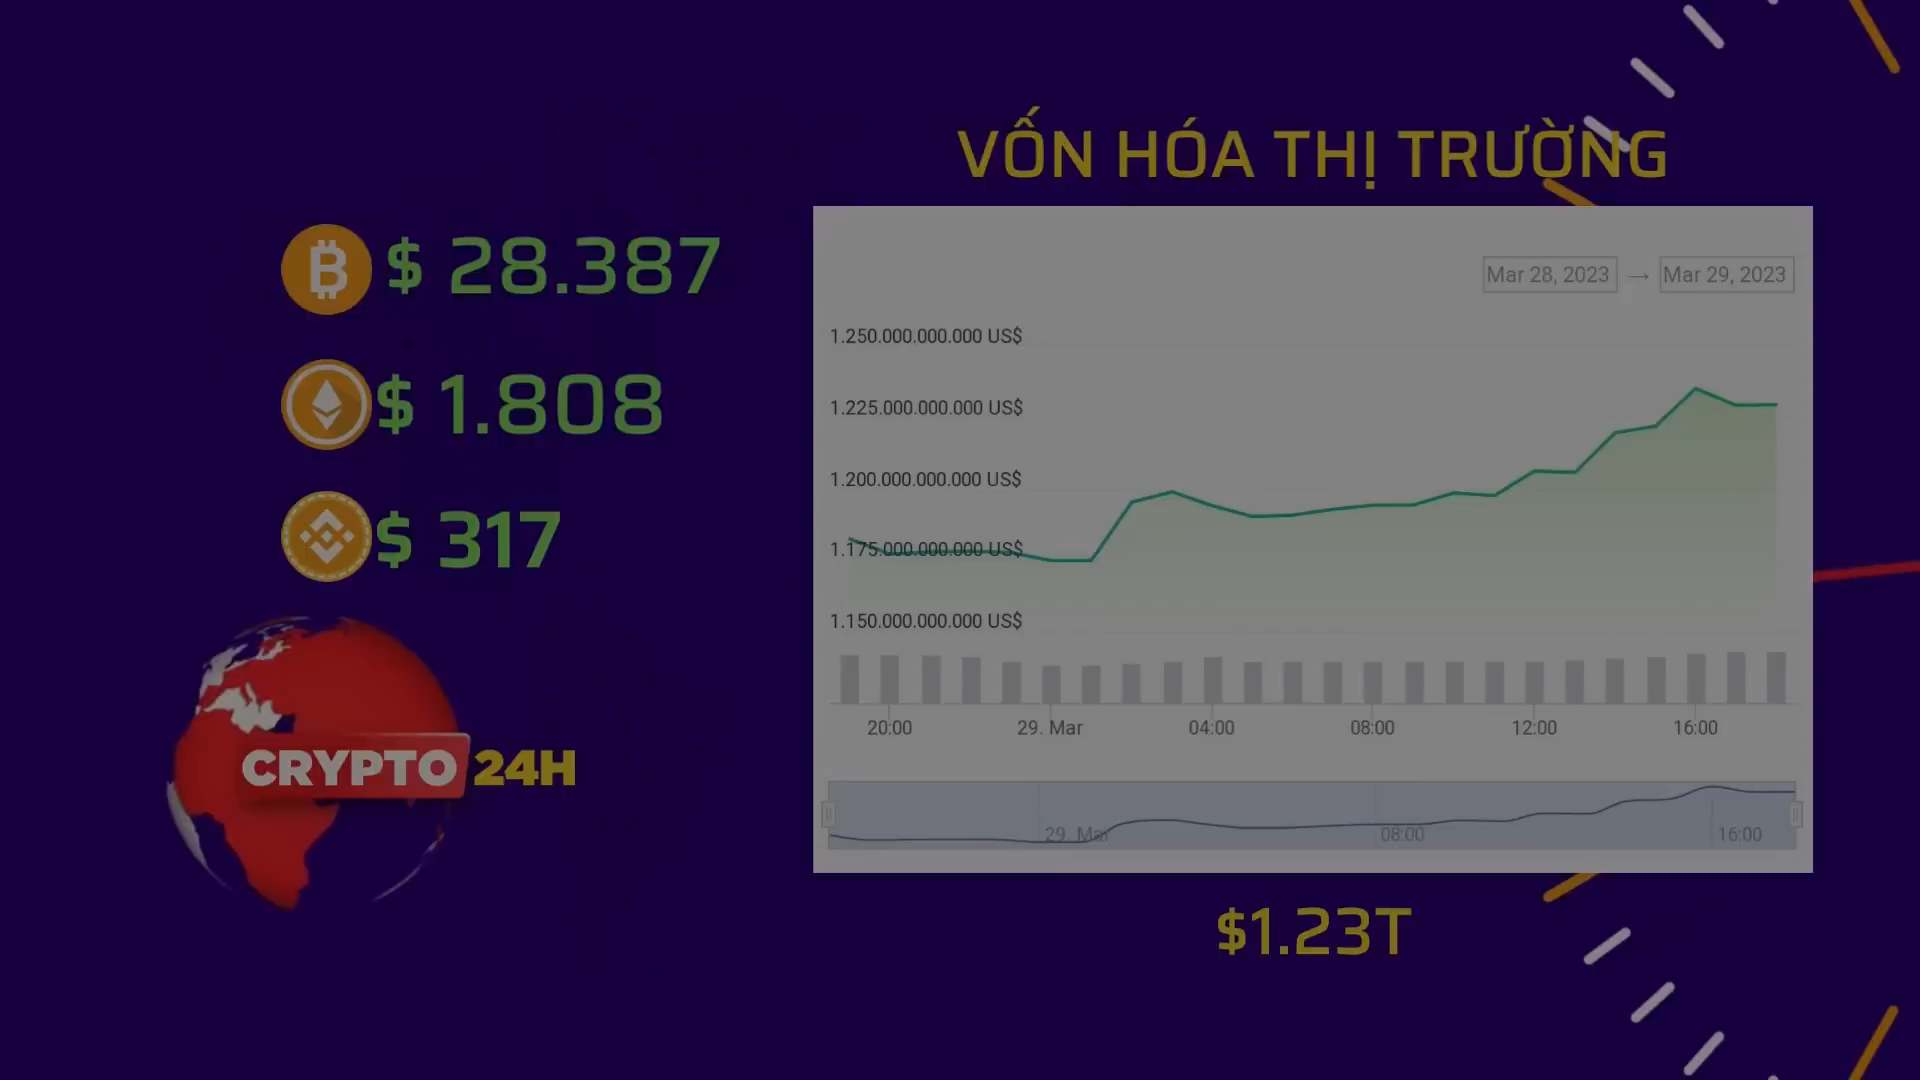 VỐN HÓA THỊ TRƯỜNG
$ 28.387
$ 1.808
$ 317
CRYPTO 24H
Mar 28, 2023 → Mar 29, 2023
1.250.000.000.000 US$
1.225.000.000.000 US$
1.200.000.000.000 US$
1.175.000.000.000 US$
1.150.000.000.000 US$
20:00 29. Mar 04:00 08:00 12:00 16:00
29. Mar 08:00 16:00
$1.23T